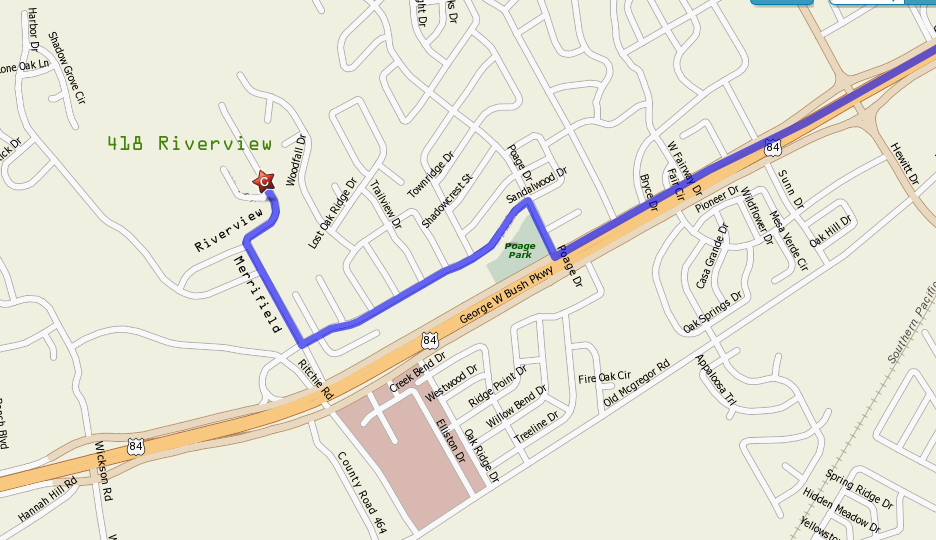 Harbor Dr
Shadow Grove Cir
Woodfall Dr
418 Riverview
C
Riverview
Merrifield
Lost Oak Ridge Dr
Trailview Dr
Townridge Dr
Shadowcrest St
Poage Dr
Sandalwood Dr
Poage
Park
Poage Dr
George W Bush Pkwy
Bryce Dr
W Fairway Dr
Fair Cir
84
Pioneer Dr
Sunn Dr
Wildflower Dr
Mesa Verde Cir
Oak Hill Dr
Hewitt Dr
Casa Grande Dr
Oak Springs Dr
Southern Pacific
84
Ritchie Rd
Creek Bend Dr
Westwood Dr
Ridge Point Dr
Fire Oak Cir
Old Mcgregor Rd
Appaloosa Trl
Willow Bend Dr
Treeline Dr
Elliston Dr
Oak Ridge Dr
84
Wickson Rd
Hannah Hill Rd
County Road 464
Spring Ridge Dr
Hidden Meadow Dr